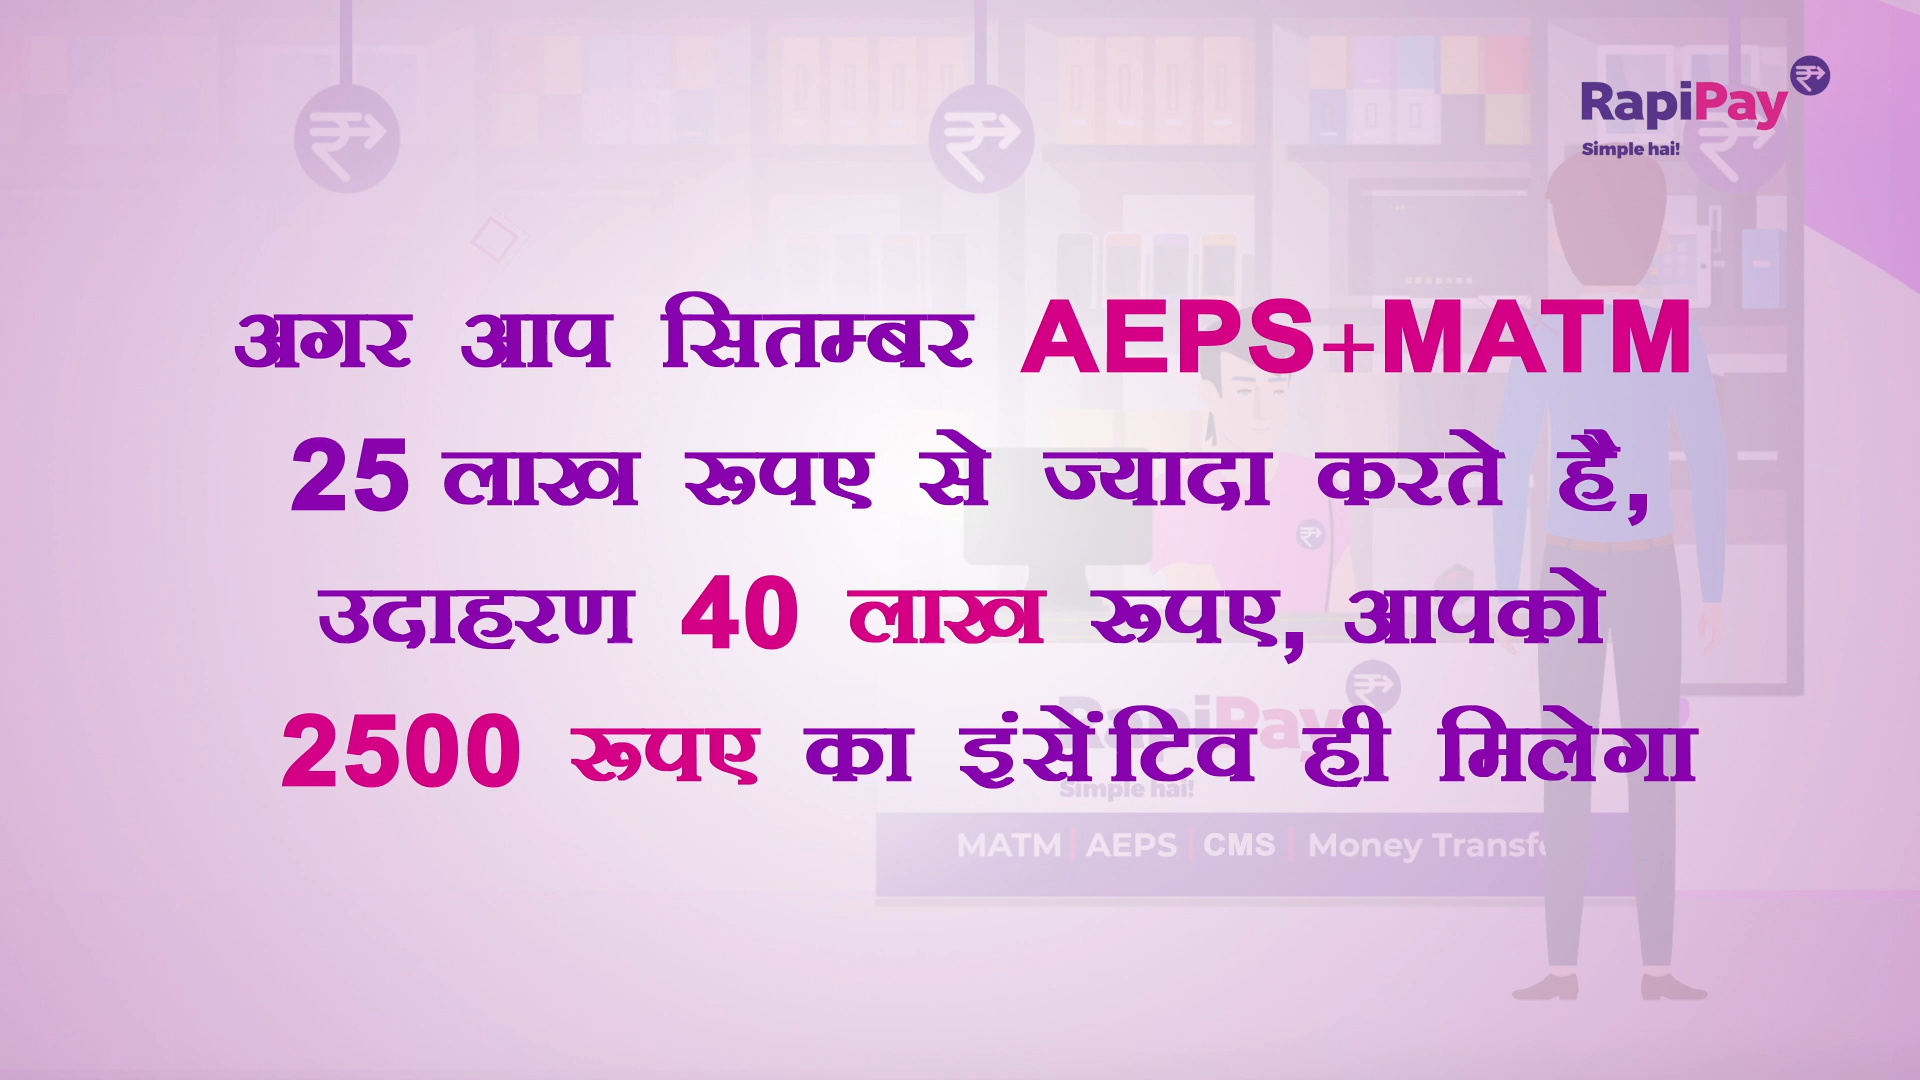 RapiPay
Simple hai!
अगर आप सितम्बर AEPS+MATM
25 लाख रूपए से ज्यादा करते है,
उदाहरण 40 लाख रूपए, आपको
2500 रूपए का इंसेंटिव ही मिलेगा
RapiPay
Simple hai!
MATM | AEPS | CMS | Money Transf